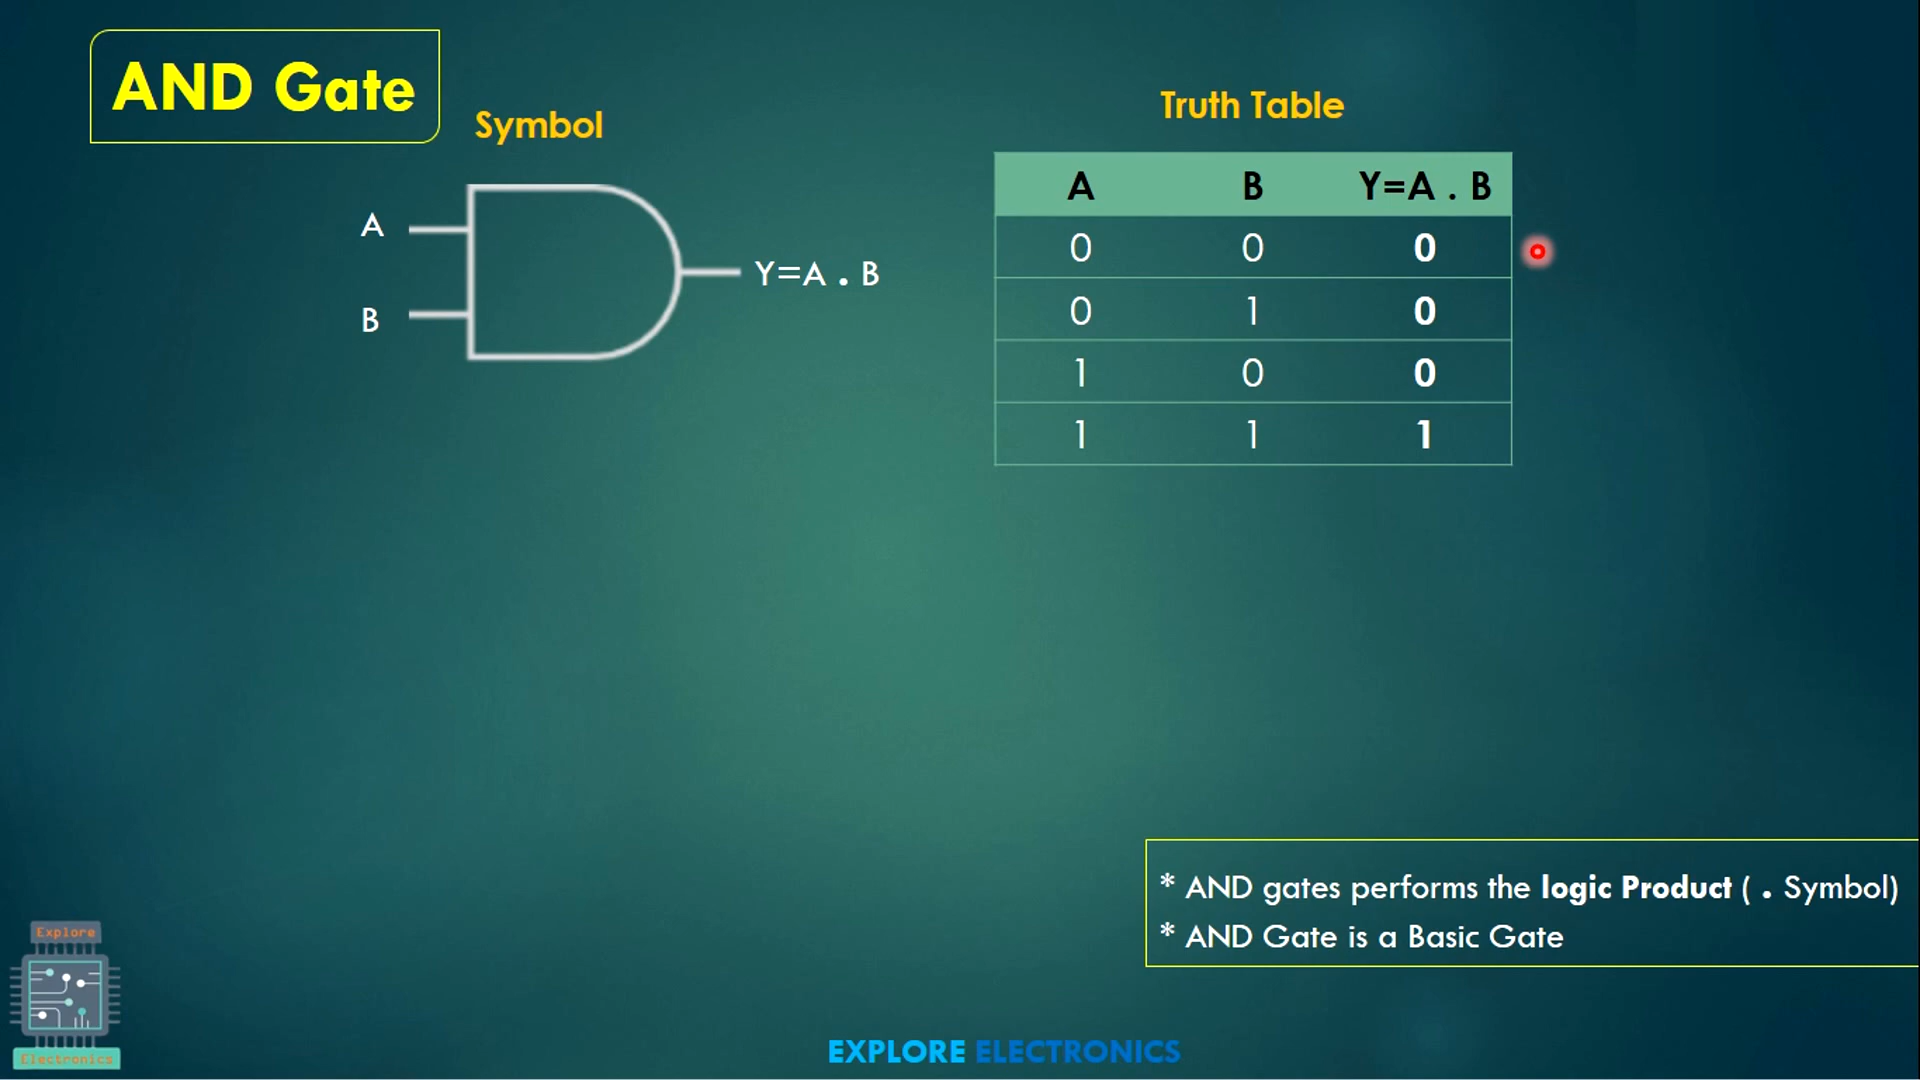 AND Gate
Symbol
A
B
Y=A . B
Truth Table
A B Y=A . B
0 0 0
0 1 0
1 0 0
1 1 1
* AND gates performs the logic Product ( . Symbol)
* AND Gate is a Basic Gate
Explore
Electronics
EXPLORE ELECTRONICS